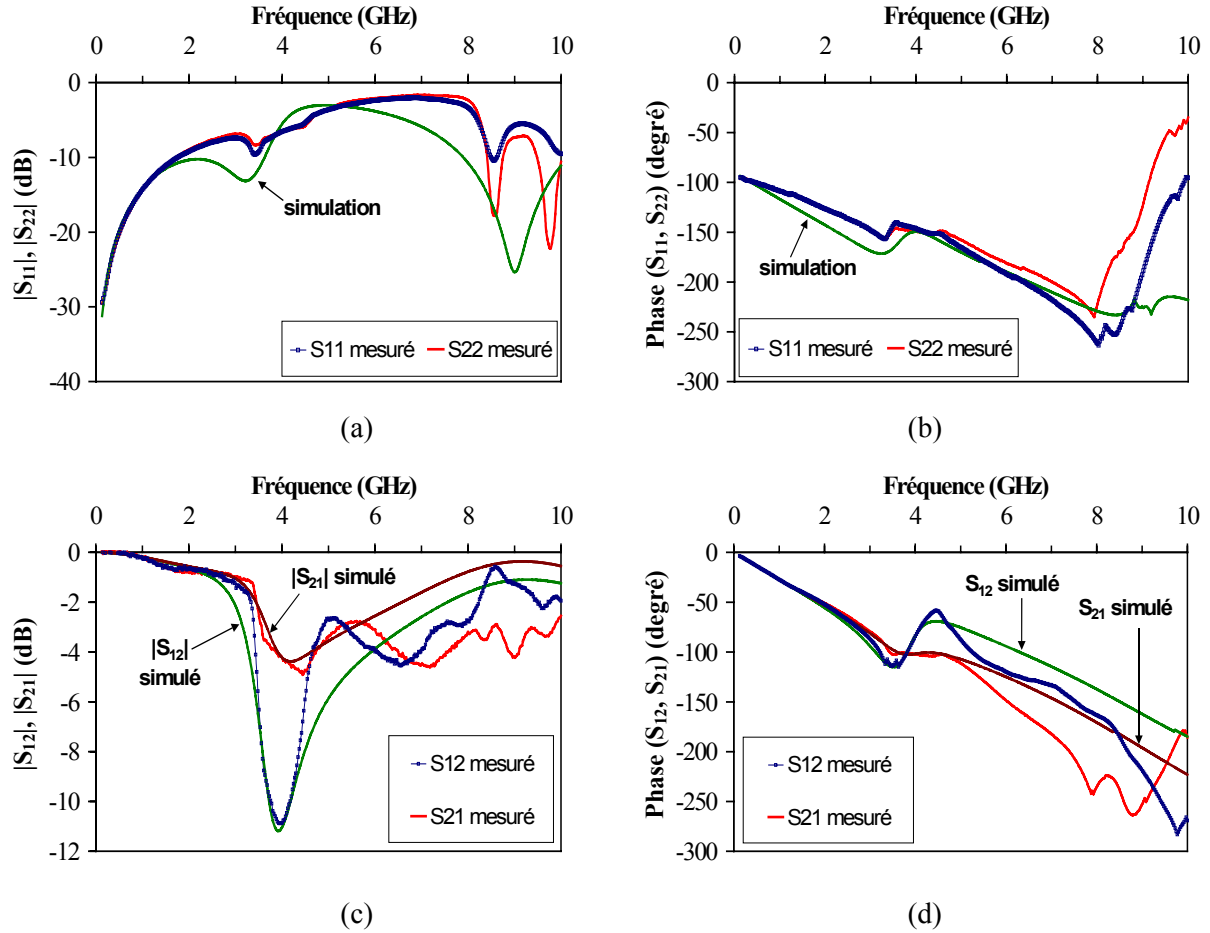 Fréquence (GHz)
0 2 4 6 8 10
0
-10
-20
-30
-40
|S11|, |S22| (dB)
simulation
S11 mesuré S22 mesuré
(a)
Fréquence (GHz)
0 2 4 6 8 10
0
-50
-100
-150
-200
-250
-300
Phase (S11, S22) (degré)
simulation
S11 mesuré S22 mesuré
(b)
Fréquence (GHz)
0 2 4 6 8 10
0
-2
-4
-6
-8
-10
-12
|S12|, |S21| (dB)
|S21| simulé
|S12|
simulé
S12 mesuré
S21 mesuré
(c)
Fréquence (GHz)
0 2 4 6 8 10
0
-50
-100
-150
-200
-250
-300
Phase (S12, S21) (degré)
S12 simulé
S21 simulé
S12 mesuré
S21 mesuré
(d)